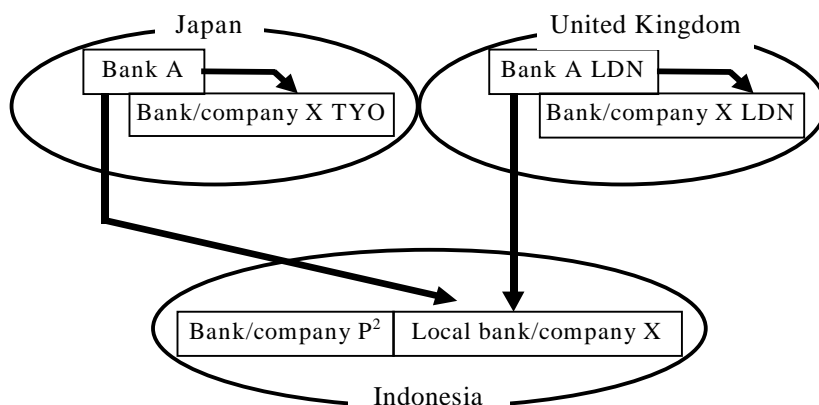 Japan
United Kingdom
Bank A
Bank A LDN
Bank/company X TYO
Bank/company X LDN
Bank/company P²
Local bank/company X
Indonesia